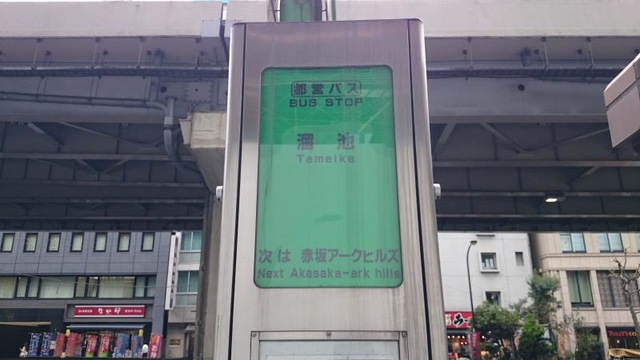 都営バス
BUS STOP
溜池
Tameike
次は 赤坂アークヒルズ
Next Akasaka-ark hills